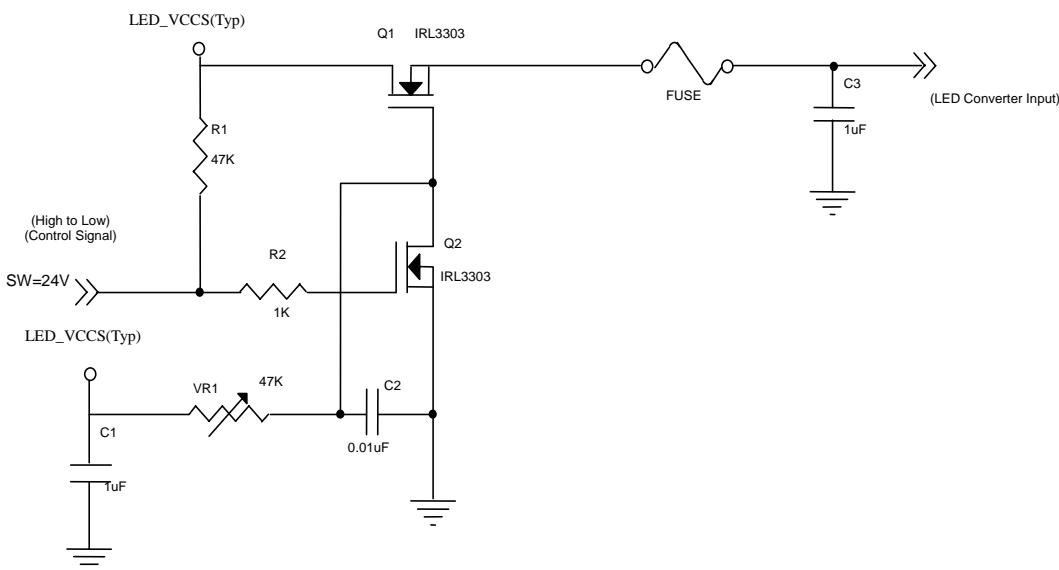 LED_VCCS(Typ)
Q1 IRL3303
FUSE
C3
(LED Converter Input)
1uF
R1
47K
(High to Low)
(Control Signal)
SW=24V
R2
1K
Q2
IRL3303
LED_VCCS(Typ)
VR1
47K
C2
0.01uF
C1
1uF